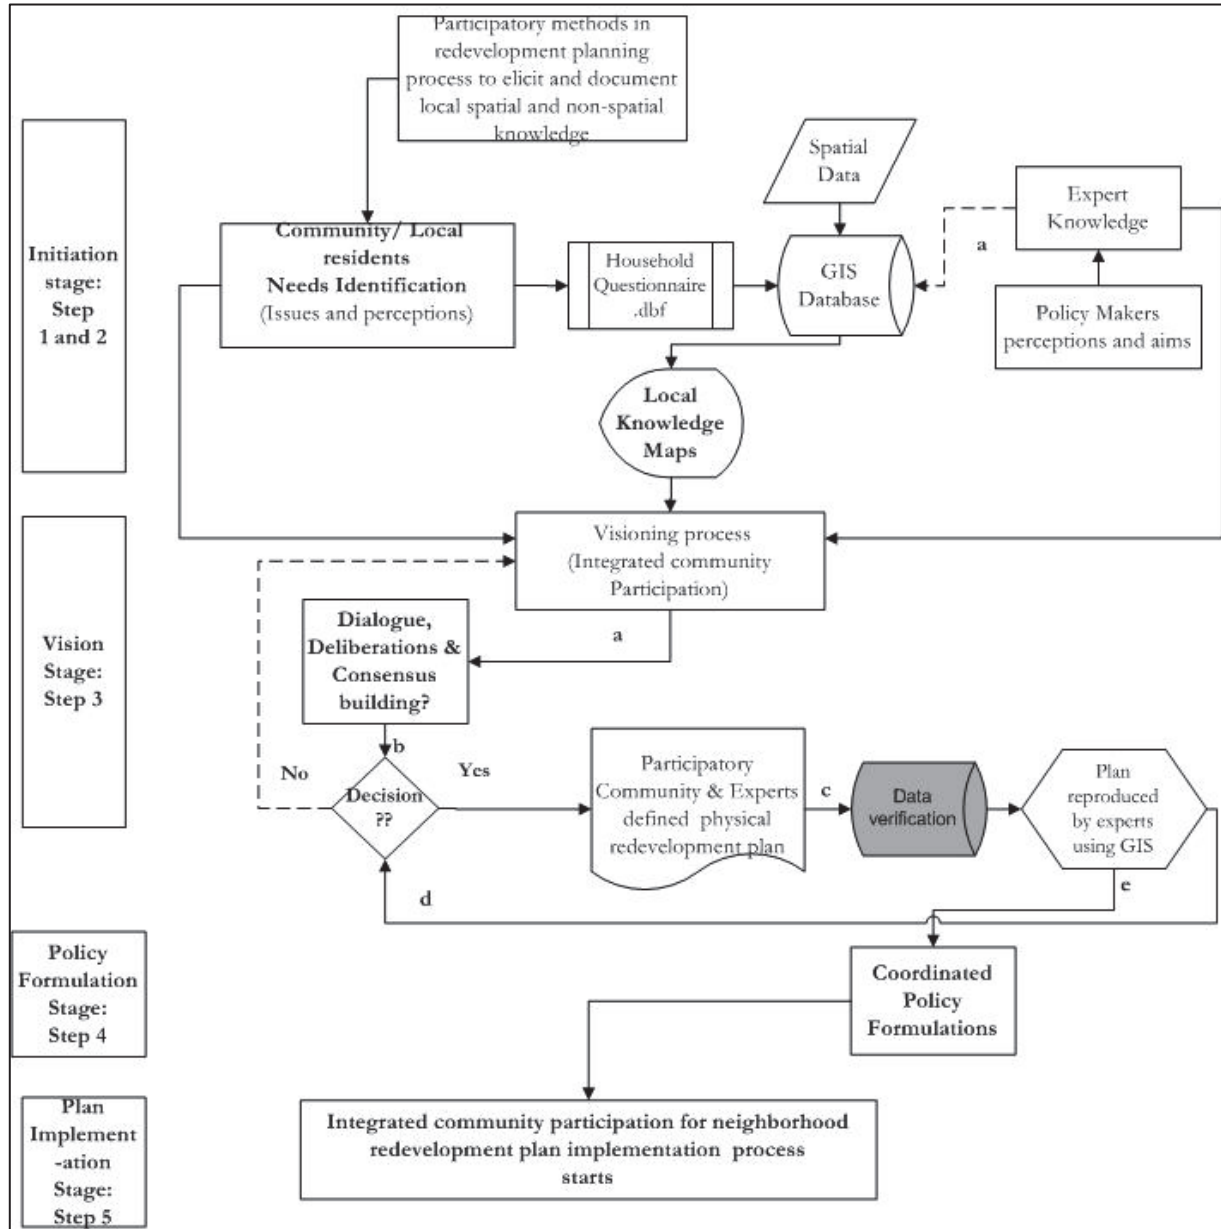 Participatory methods in
redevelopment planning
process to elicit and document
local spatial and non-spatial
knowledge
Spatial
Data
Expert
Knowledge
a
Initiation
stage:
Step
1 and 2
Community/ Local
residents
Needs Identification
(Issues and perceptions)
Household
Questionnaire
.dbf
GIS
Database
Policy Makers
perceptions and aims
Local
Knowledge
Maps
Visioning process
(Integrated community
Participation)
a
Vision
Stage:
Step 3
Dialogue,
Deliberations &
Consensus
building?
b
No
Yes
Decision
??
Participatory
Community & Experts
defined physical
redevelopment plan
c
Data
verification
Plan
reproduced
by experts
using GIS
d
e
Policy
Formulation
Stage:
Step 4
Coordinated
Policy
Formulations
Plan
Implement
-ation
Stage:
Step 5
Integrated community participation for neighborhood
redevelopment plan implementation process
starts